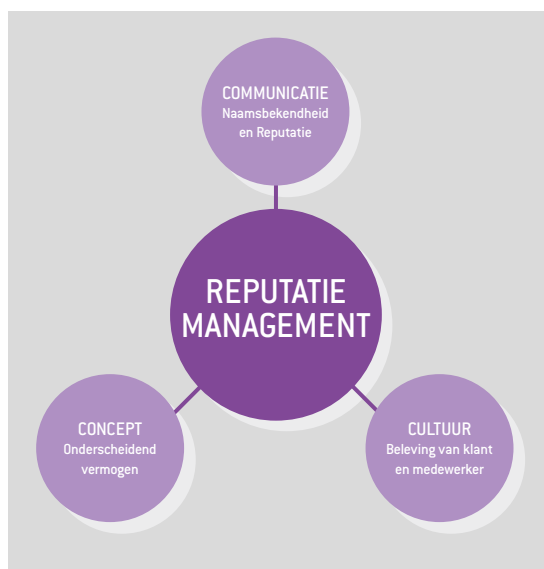 COMMUNICATIE
Naamsbekendheid
en Reputatie
REPUTATIE
MANAGEMENT
CONCEPT
Onderscheidend
vermogen
CULTUUR
Beleving van klant
en medewerker